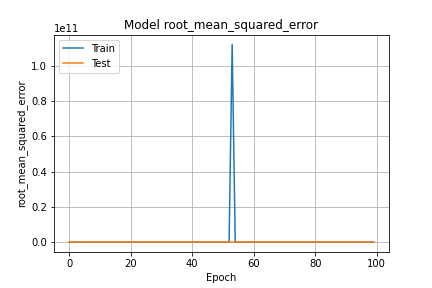 Model root_mean_squared_error
1e11
Train
Test
1.0
0.8
0.6
0.4
0.2
0.0
root_mean_squared_error
0 20 40 60 80 100
Epoch